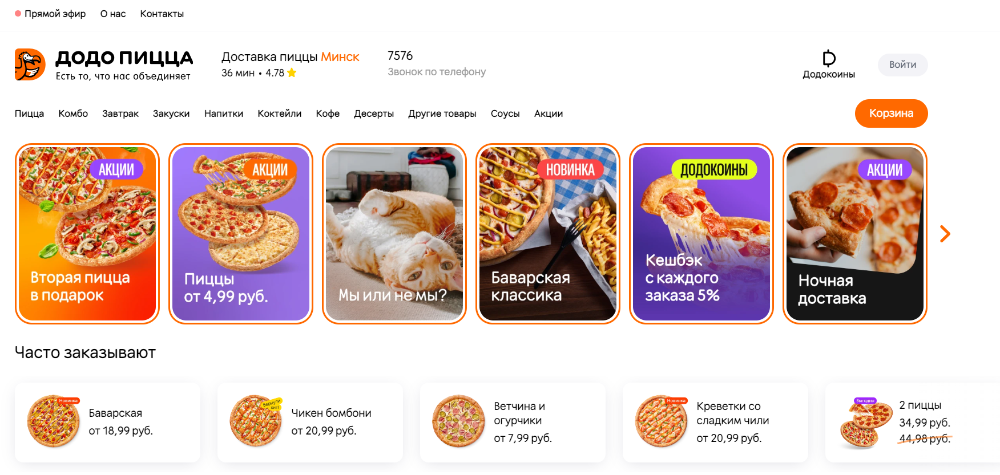 Прямой эфир
О нас
Контакты
ДОДО ПИЦЦА
Есть то, что нас объединяет
Доставка пиццы Минск
36 мин • 4.78
7576
Звонок по телефону
Додокоины
Войти
Пицца
Комбо
Завтрак
Закуски
Напитки
Коктейли
Кофе
Десерты
Другие товары
Соусы
Акции
Корзина
АКЦИИ
Вторая пицца
в подарок
АКЦИИ
Пиццы
от 4,99 руб.
Мы или не мы?
НОВИНКА
Баварская
классика
ДОДОКОИНЫ
Кешбэк
с каждого
заказа 5%
АКЦИИ
Ночная
доставка
Часто заказывают
Новинка
Баварская
от 18,99 руб.
Вернули
хит!
Чикен бомбони
от 20,99 руб.
Ветчина и
огурчики
от 7,99 руб.
Новинка
Креветки со
сладким чили
от 20,99 руб.
Выгодно
2 пиццы
34,99 руб.
44,98 руб.